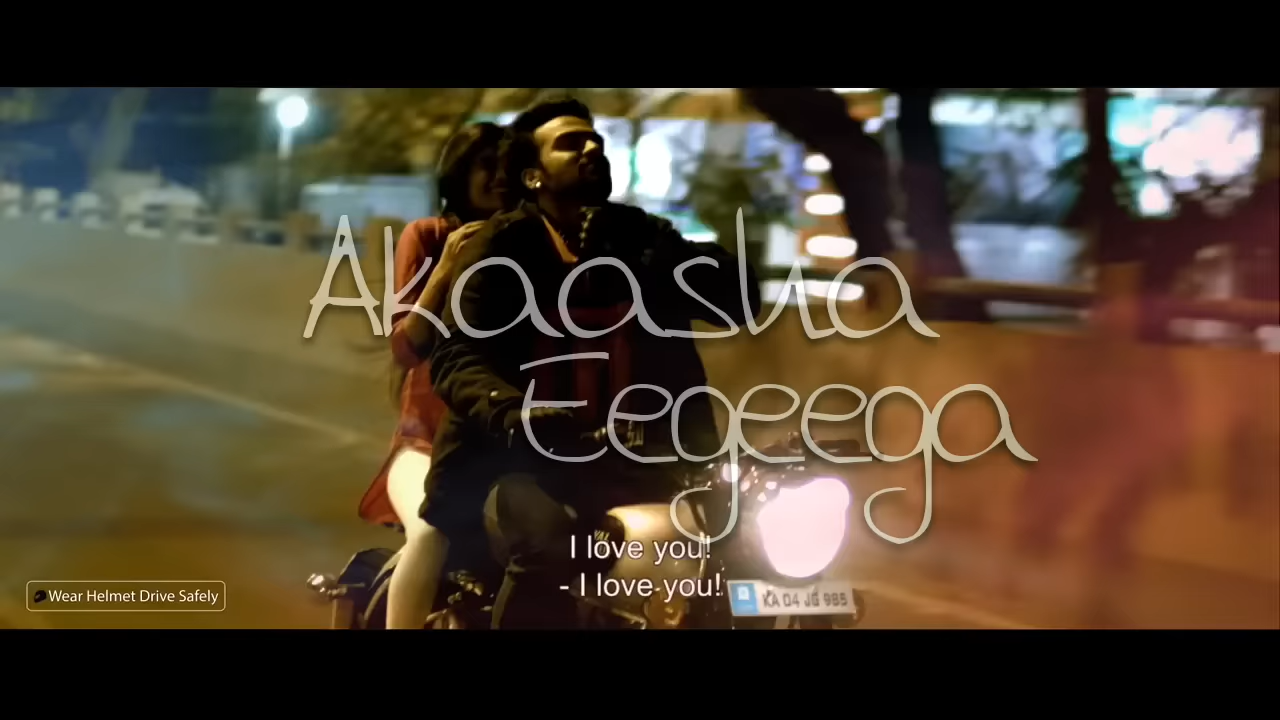 Akaasha
Eegeega
I love you!
- I love you!
Wear Helmet Drive Safely
KA 04 JG 985